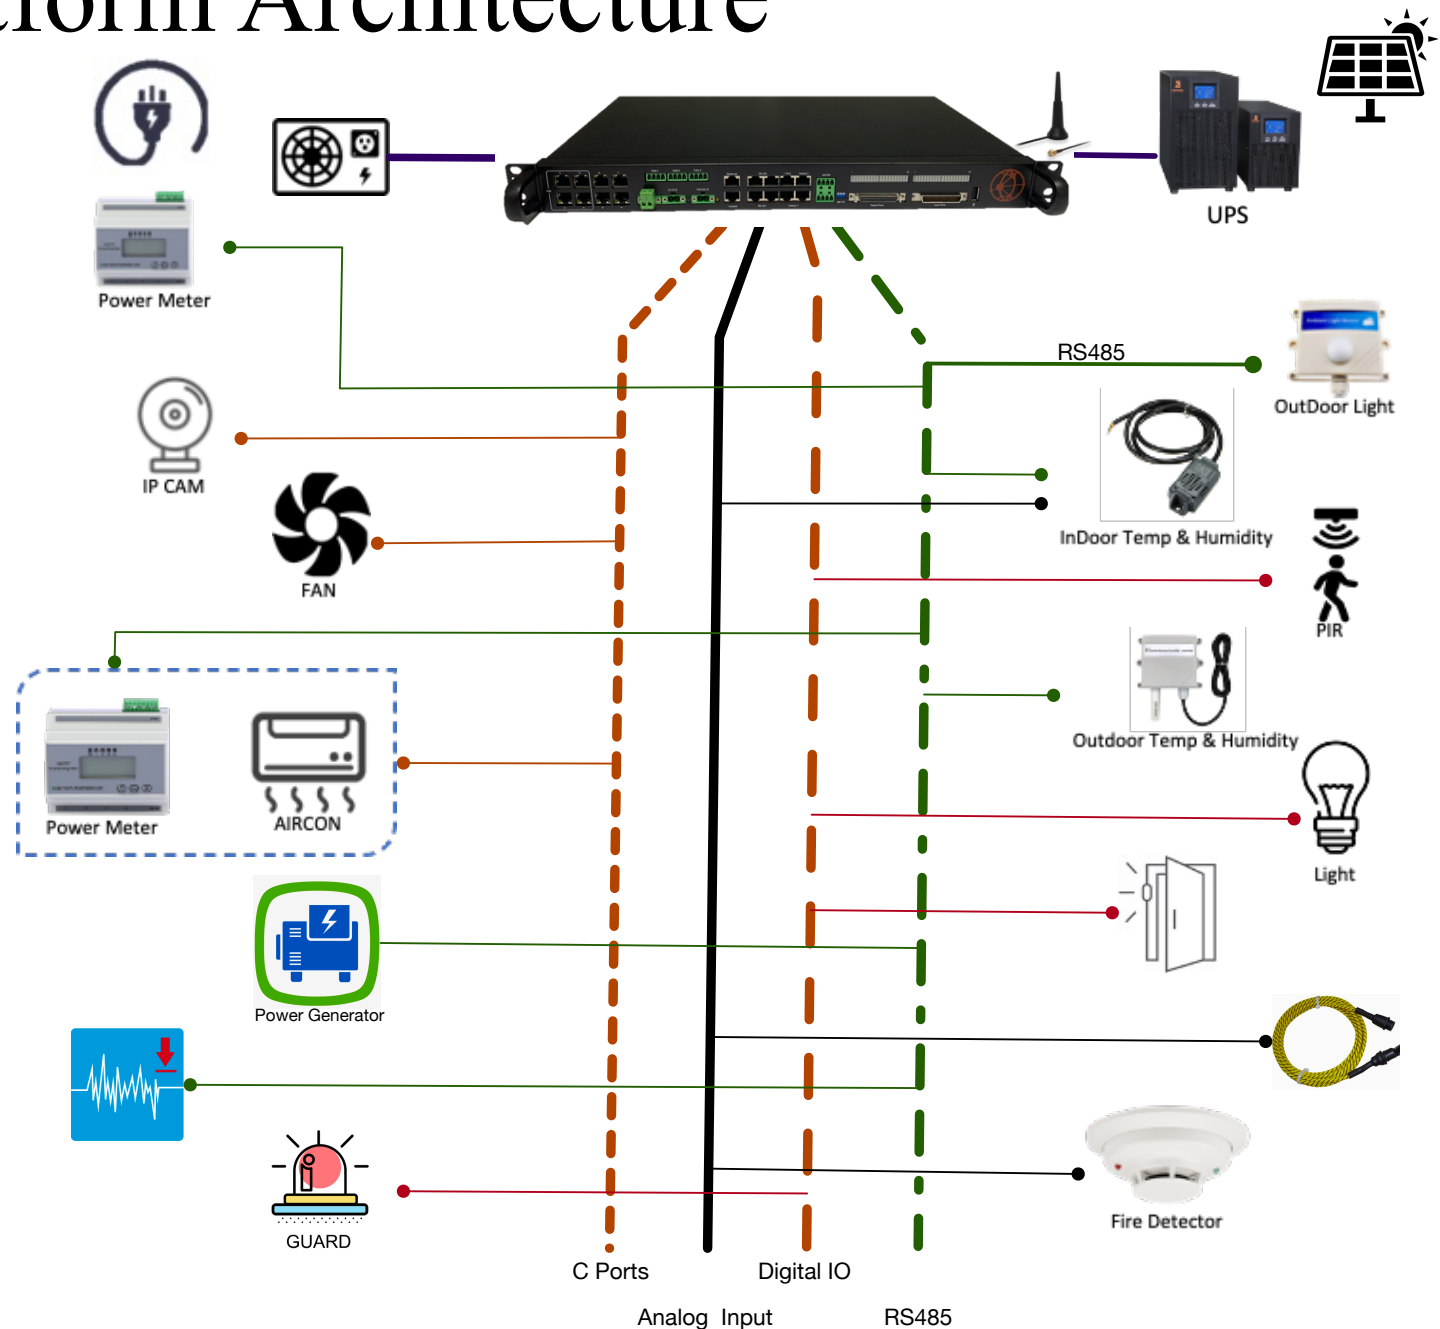 Architecture
UPS
Power Meter
RS485
OutDoor Light
IP CAM
InDoor Temp & Humidity
FAN
PIR
Outdoor Temp & Humidity
Power Meter
AIRCON
Light
Power Generator
Fire Detector
GUARD
C Ports
Digital IO
Analog Input
RS485